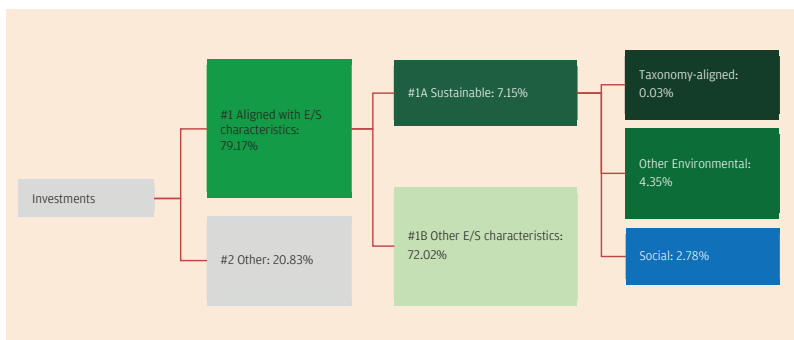 Investments
#1 Aligned with E/S
characteristics:
79.17%
#2 Other: 20.83%
#1A Sustainable: 7.15%
#1B Other E/S characteristics:
72.02%
Taxonomy-aligned:
0.03%
Other Environmental:
4.35%
Social: 2.78%